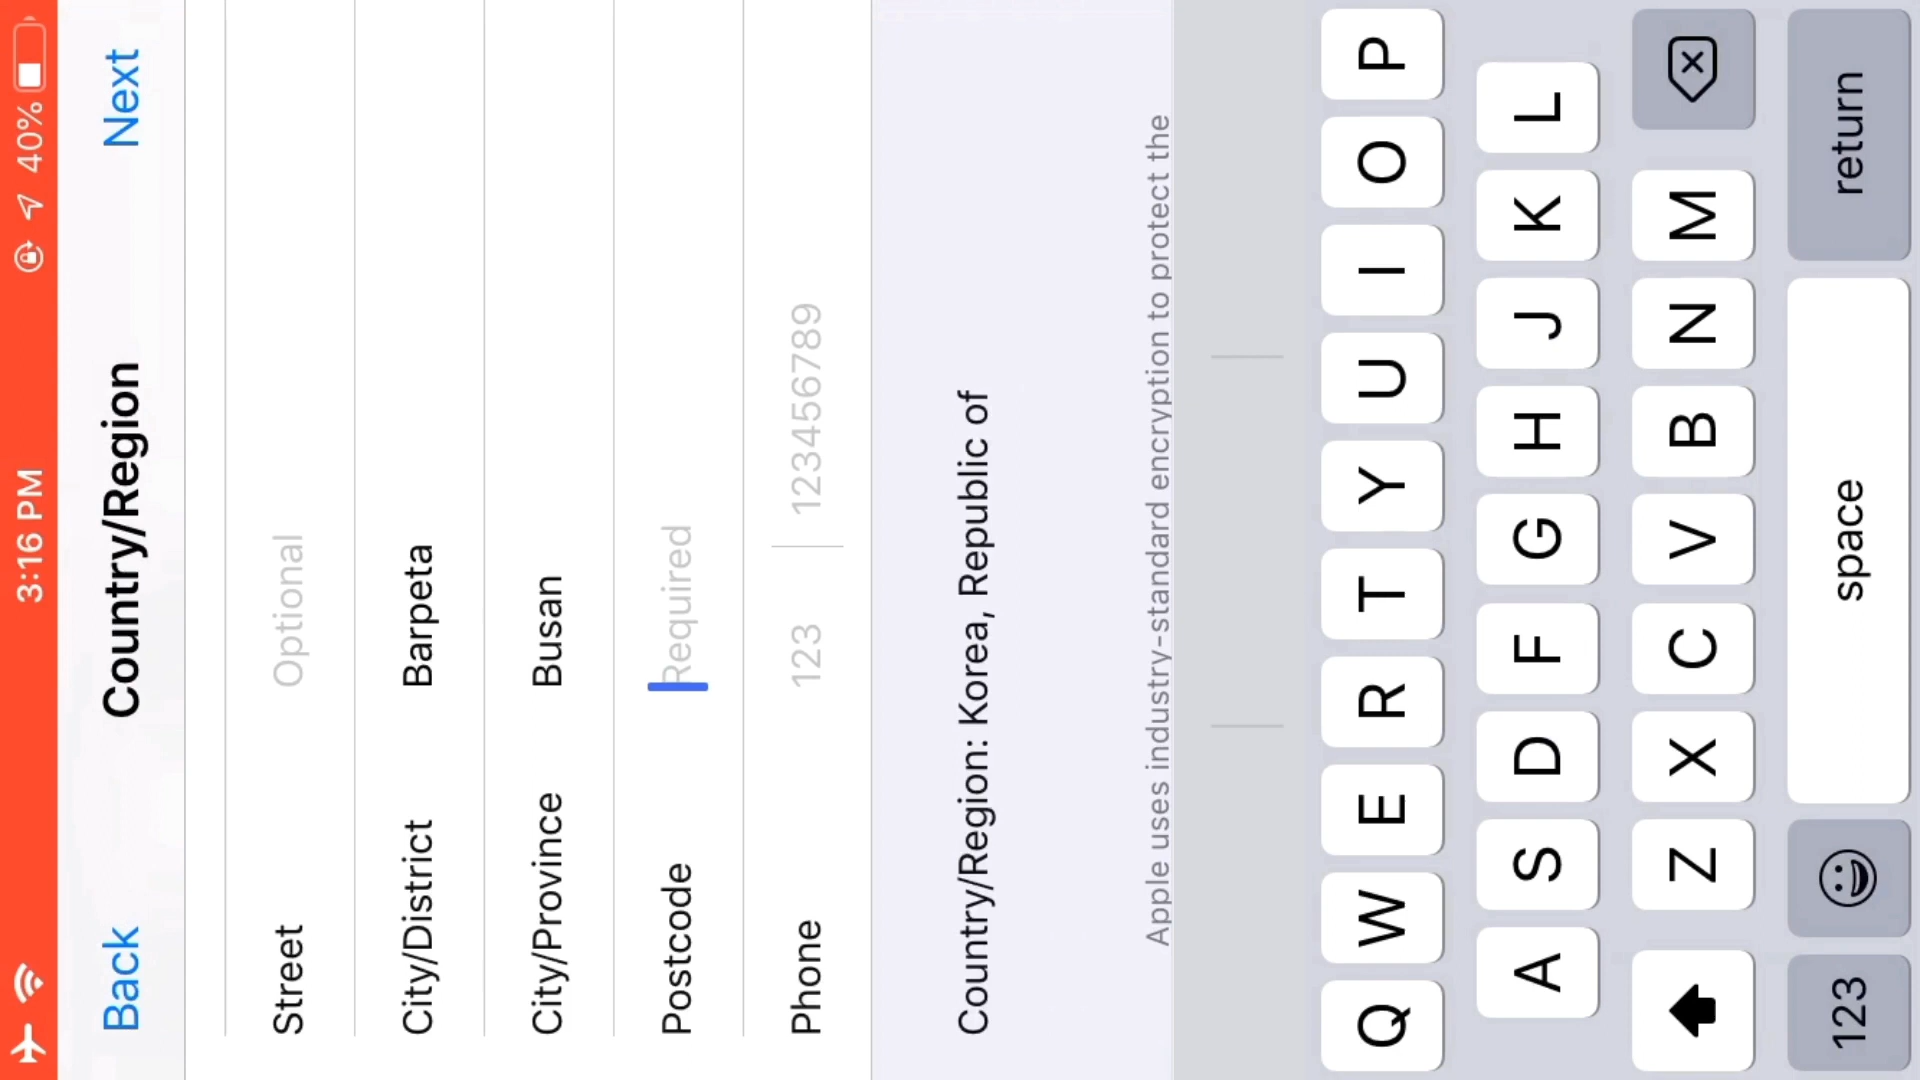 3:16 PM
40%
Back
Country/Region
Next
Street
Optional
City/District
Barpeta
City/Province
Busan
Postcode
Required
Phone
123
123456789
Country/Region: Korea, Republic of
Apple uses industry-standard encryption to protect the
Q W E R T Y U I O P
A S D F G H J K L
Z X C V B N M
123
space
return